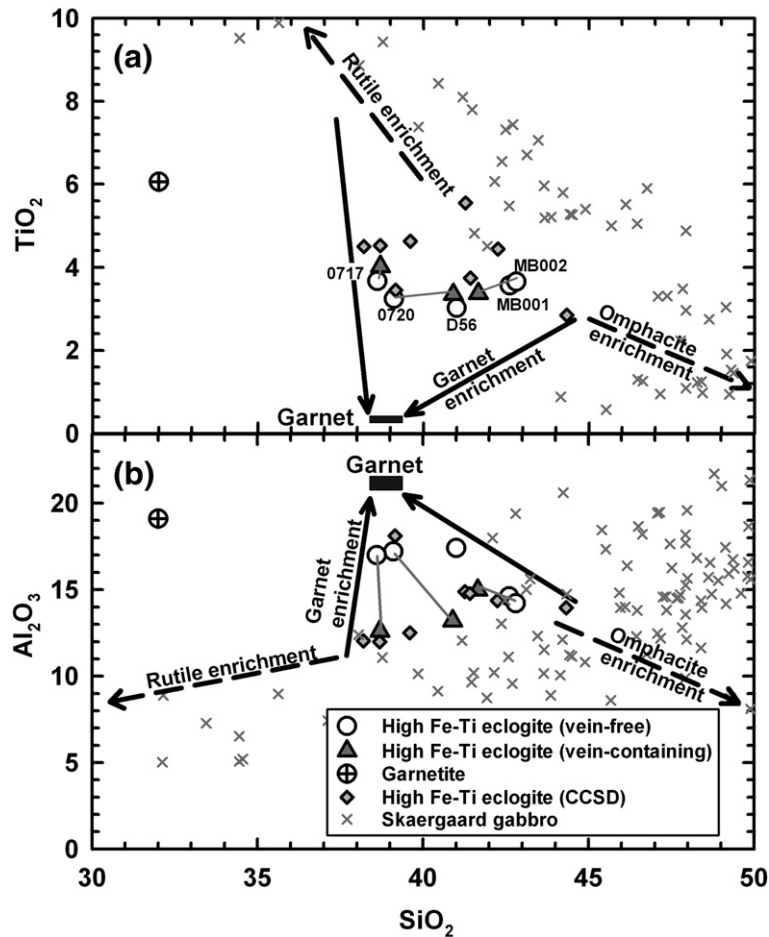 (a)
10
8
6
4
2
0
TiO2
Rutile enrichment
0717
0720
D56
MB002
MB001
Garnet
Garnet
enrichment
Omphacite
enrichment
(b)
Garnet
20
15
10
5
0
Al2O3
Garnet
enrichment
Rutile enrichment
Omphacite
enrichment
High Fe-Ti eclogite (vein-free)
High Fe-Ti eclogite (vein-containing)
Garnetite
High Fe-Ti eclogite (CCSD)
Skaergaard gabbro
30 35 40 45 50
SiO2